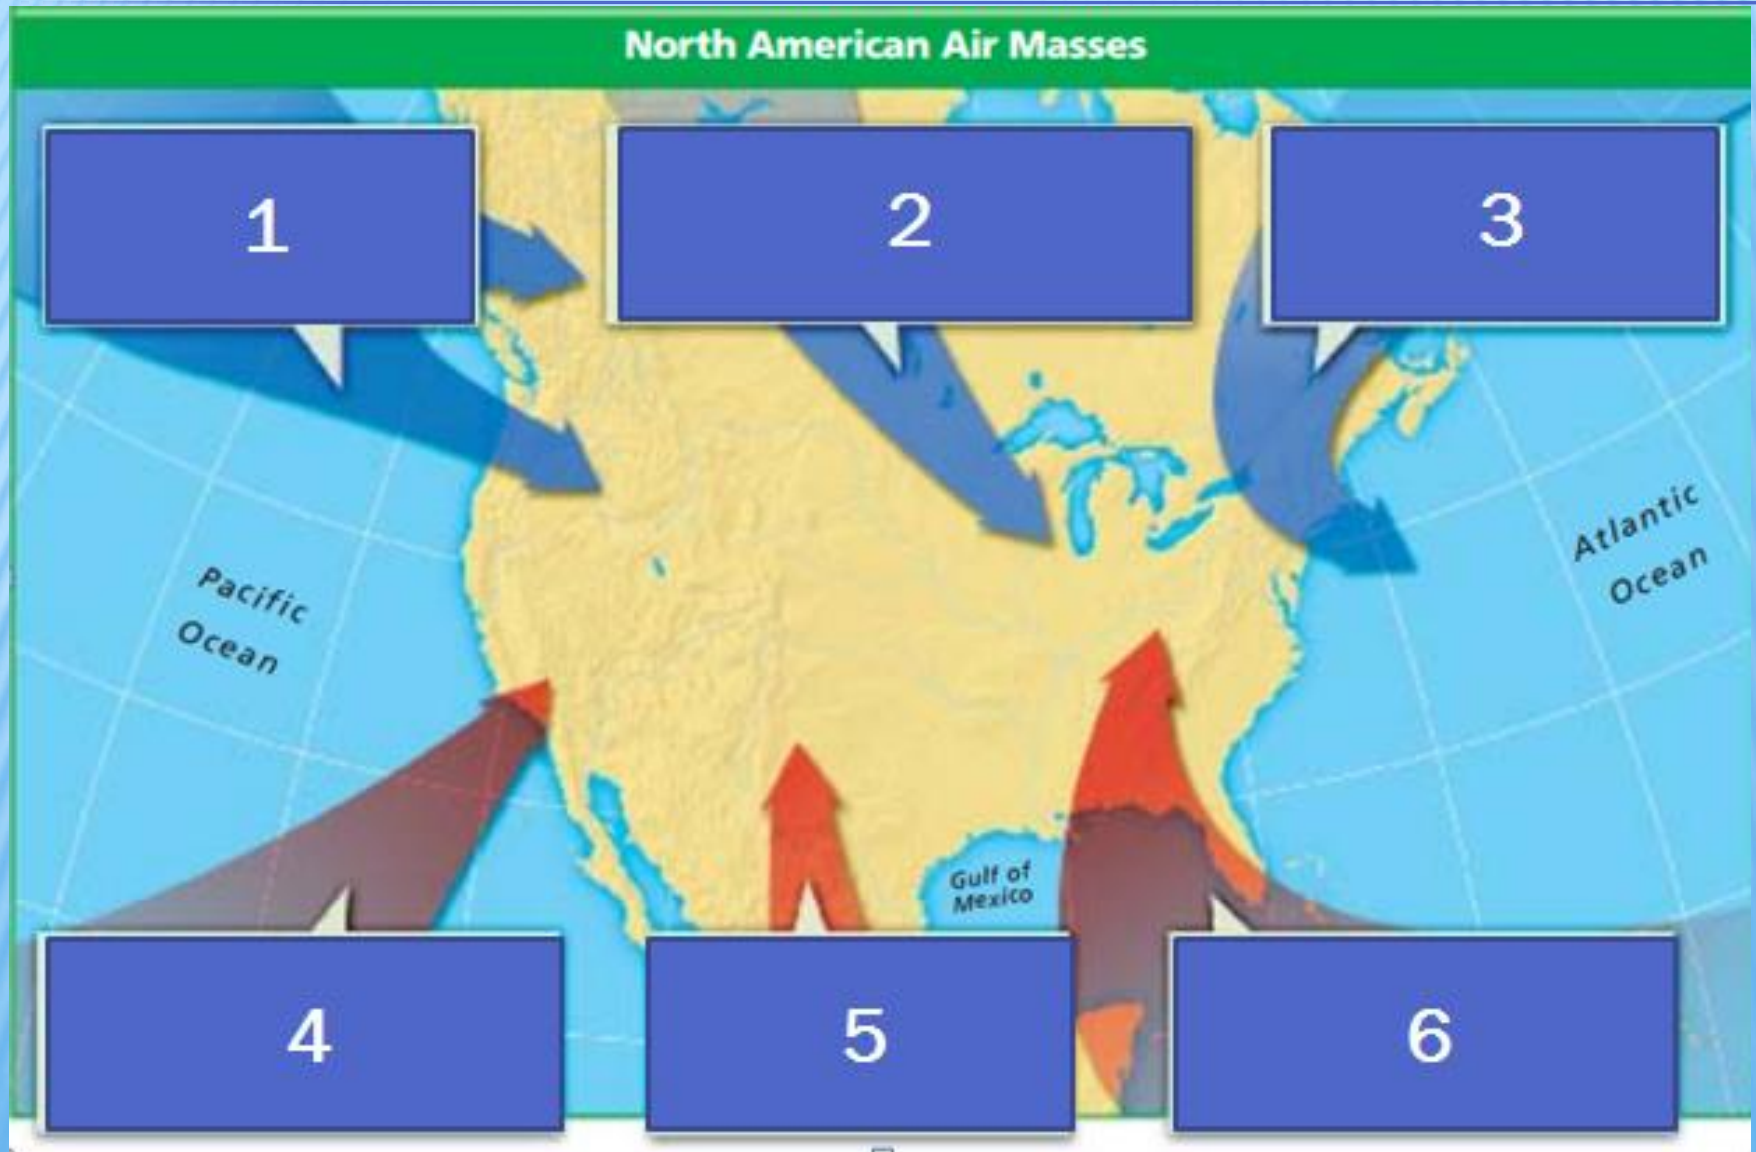 North American Air Masses
1
2
3
Pacific
Ocean
Atlantic
Ocean
Gulf of
Mexico
4
5
6